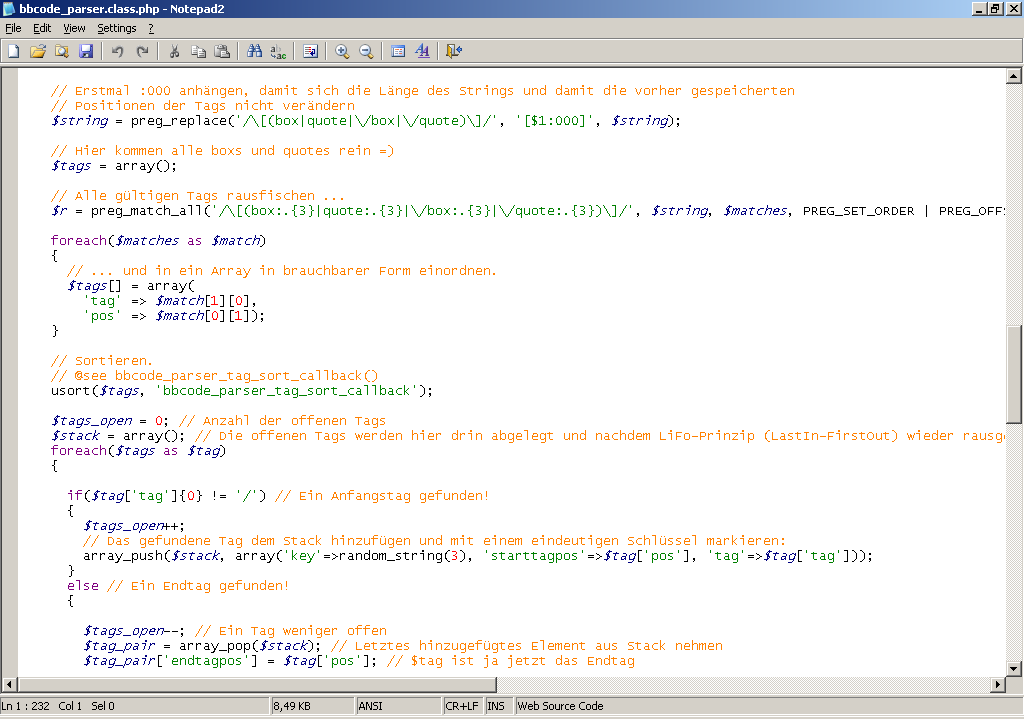 bbcode_parser.class.php - Notepad2
File Edit View Settings ?
// Erstmal :000 anhängen, damit sich die Länge des Strings und damit die vorher gespeicherten
// Positionen der Tags nicht verändern
$string = preg_replace('/\[(box|quote|\/box|\/quote)\]/', '[$1:000]', $string);
// Hier kommen alle boxs und quotes rein =)
$tags = array();
// Alle gültigen Tags rausfischen ...
$r = preg_match_all('/\[(box:.{3}|quote:.{3}|\/box:.{3}|\/quote:.{3})\]/', $string, $matches, PREG_SET_ORDER | PREG_OFF
foreach($matches as $match)
{
// ... und in ein Array in brauchbarer Form einordnen.
$tags[] = array(
'tag' => $match[1][0],
'pos' => $match[0][1]);
}
// Sortieren.
// @see bbcode_parser_tag_sort_callback()
usort($tags, 'bbcode_parser_tag_sort_callback');
$tags_open = 0; // Anzahl der offenen Tags
$stack = array(); // Die offenen Tags werden hier drin abgelegt und nachdem LiFo-Prinzip (LastIn-FirstOut) wieder rausg
foreach($tags as $tag)
{
if($tag['tag']{0} != '/') // Ein Anfangstag gefunden!
{
$tags_open++;
// Das gefundene Tag dem Stack hinzufügen und mit einem eindeutigen Schlüssel markieren:
array_push($stack, array('key'=>random_string(3), 'starttagpos'=>$tag['pos'], 'tag'=>$tag['tag']));
}
else // Ein Endtag gefunden!
{
$tags_open--; // Ein Tag weniger offen
$tag_pair = array_pop($stack); // Letztes hinzugefügtes Element aus Stack nehmen
$tag_pair['endtagpos'] = $tag['pos']; // $tag ist ja jetzt das Endtag
Ln 1 : 232 Col 1 Sel 0 8,49 KB ANSI CR+LF INS Web Source Code